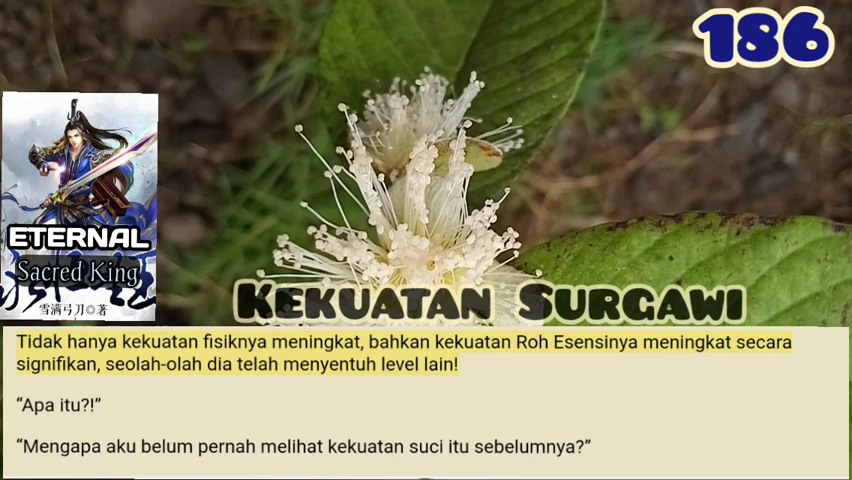 186
ETERNAL
Sacred King
雪满弓刀◎著
KEKUATAN SURGAWI
Tidak hanya kekuatan fisiknya meningkat, bahkan kekuatan Roh Esensinya meningkat secara
signifikan, seolah-olah dia telah menyentuh level lain!
“Apa itu?!”
“Mengapa aku belum pernah melihat kekuatan suci itu sebelumnya?”